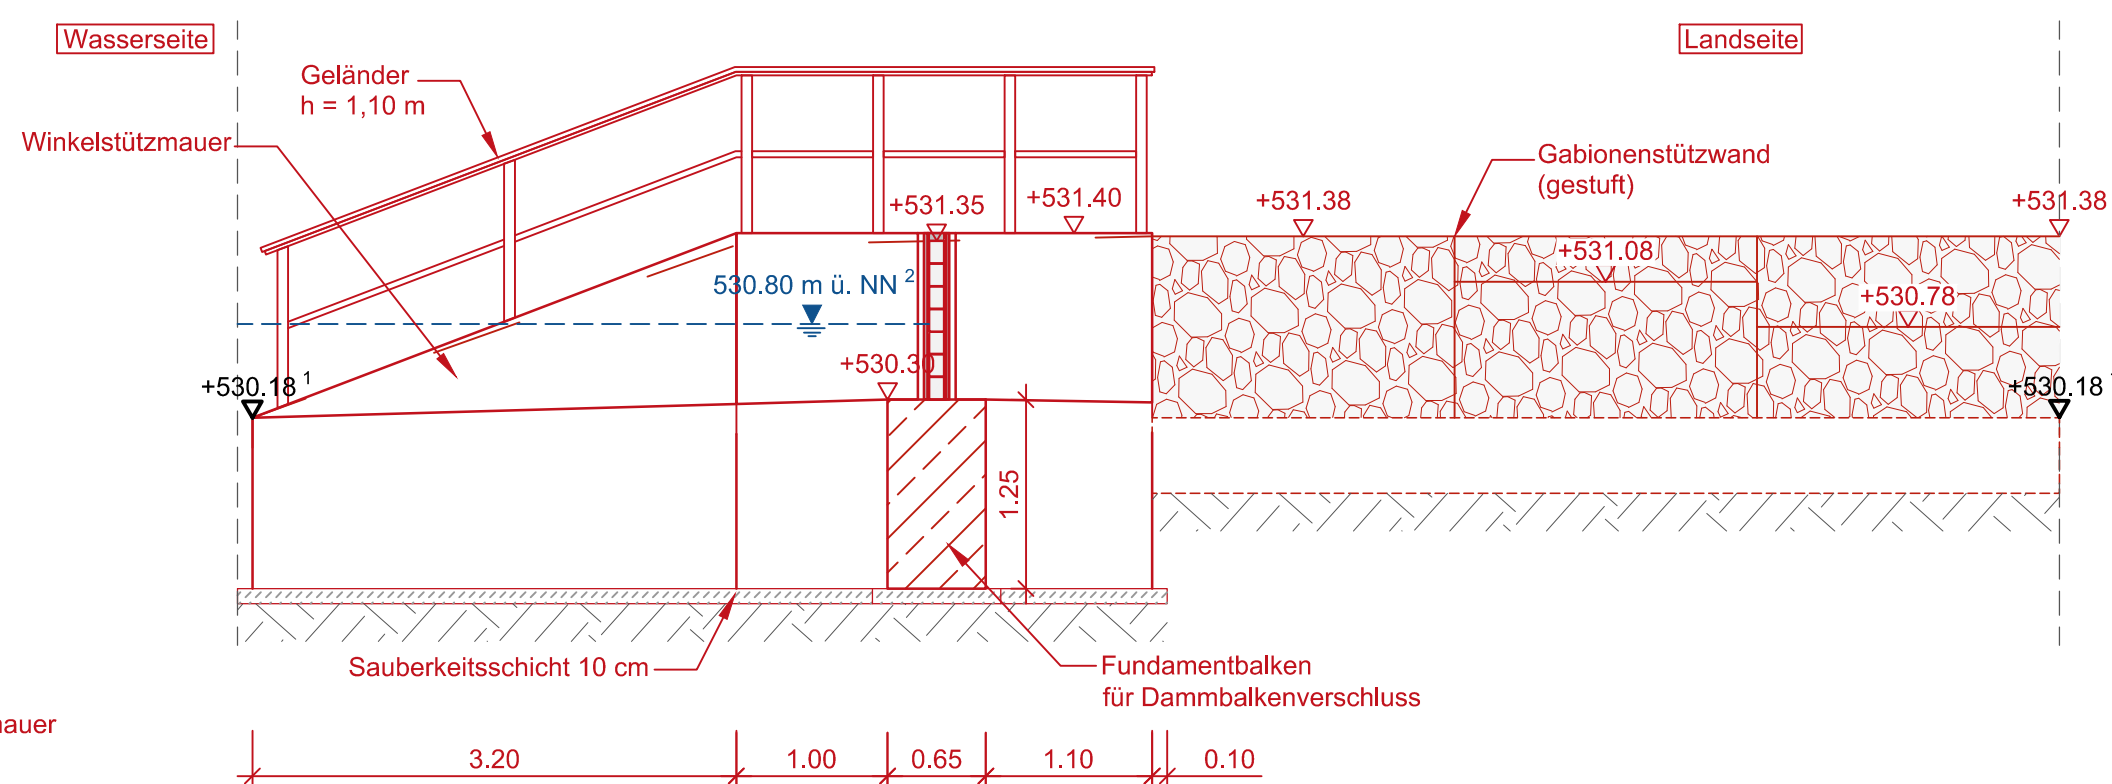 Wasserseite
Landseite
Geländer
h = 1,10 m
Winkelstützmauer
Gabionenstützwand
(gestuft)
+531.35
+531.40
+531.38
+531.38
+531.08
530.80 m ü. NN 2
+530.78
+530.30
+530.18 1
+530.18
1.25
Sauberkeitsschicht 10 cm
Fundamentbalken
für Dammbalkenverschluss
auer
3.20
1.00
0.65
1.10
0.10